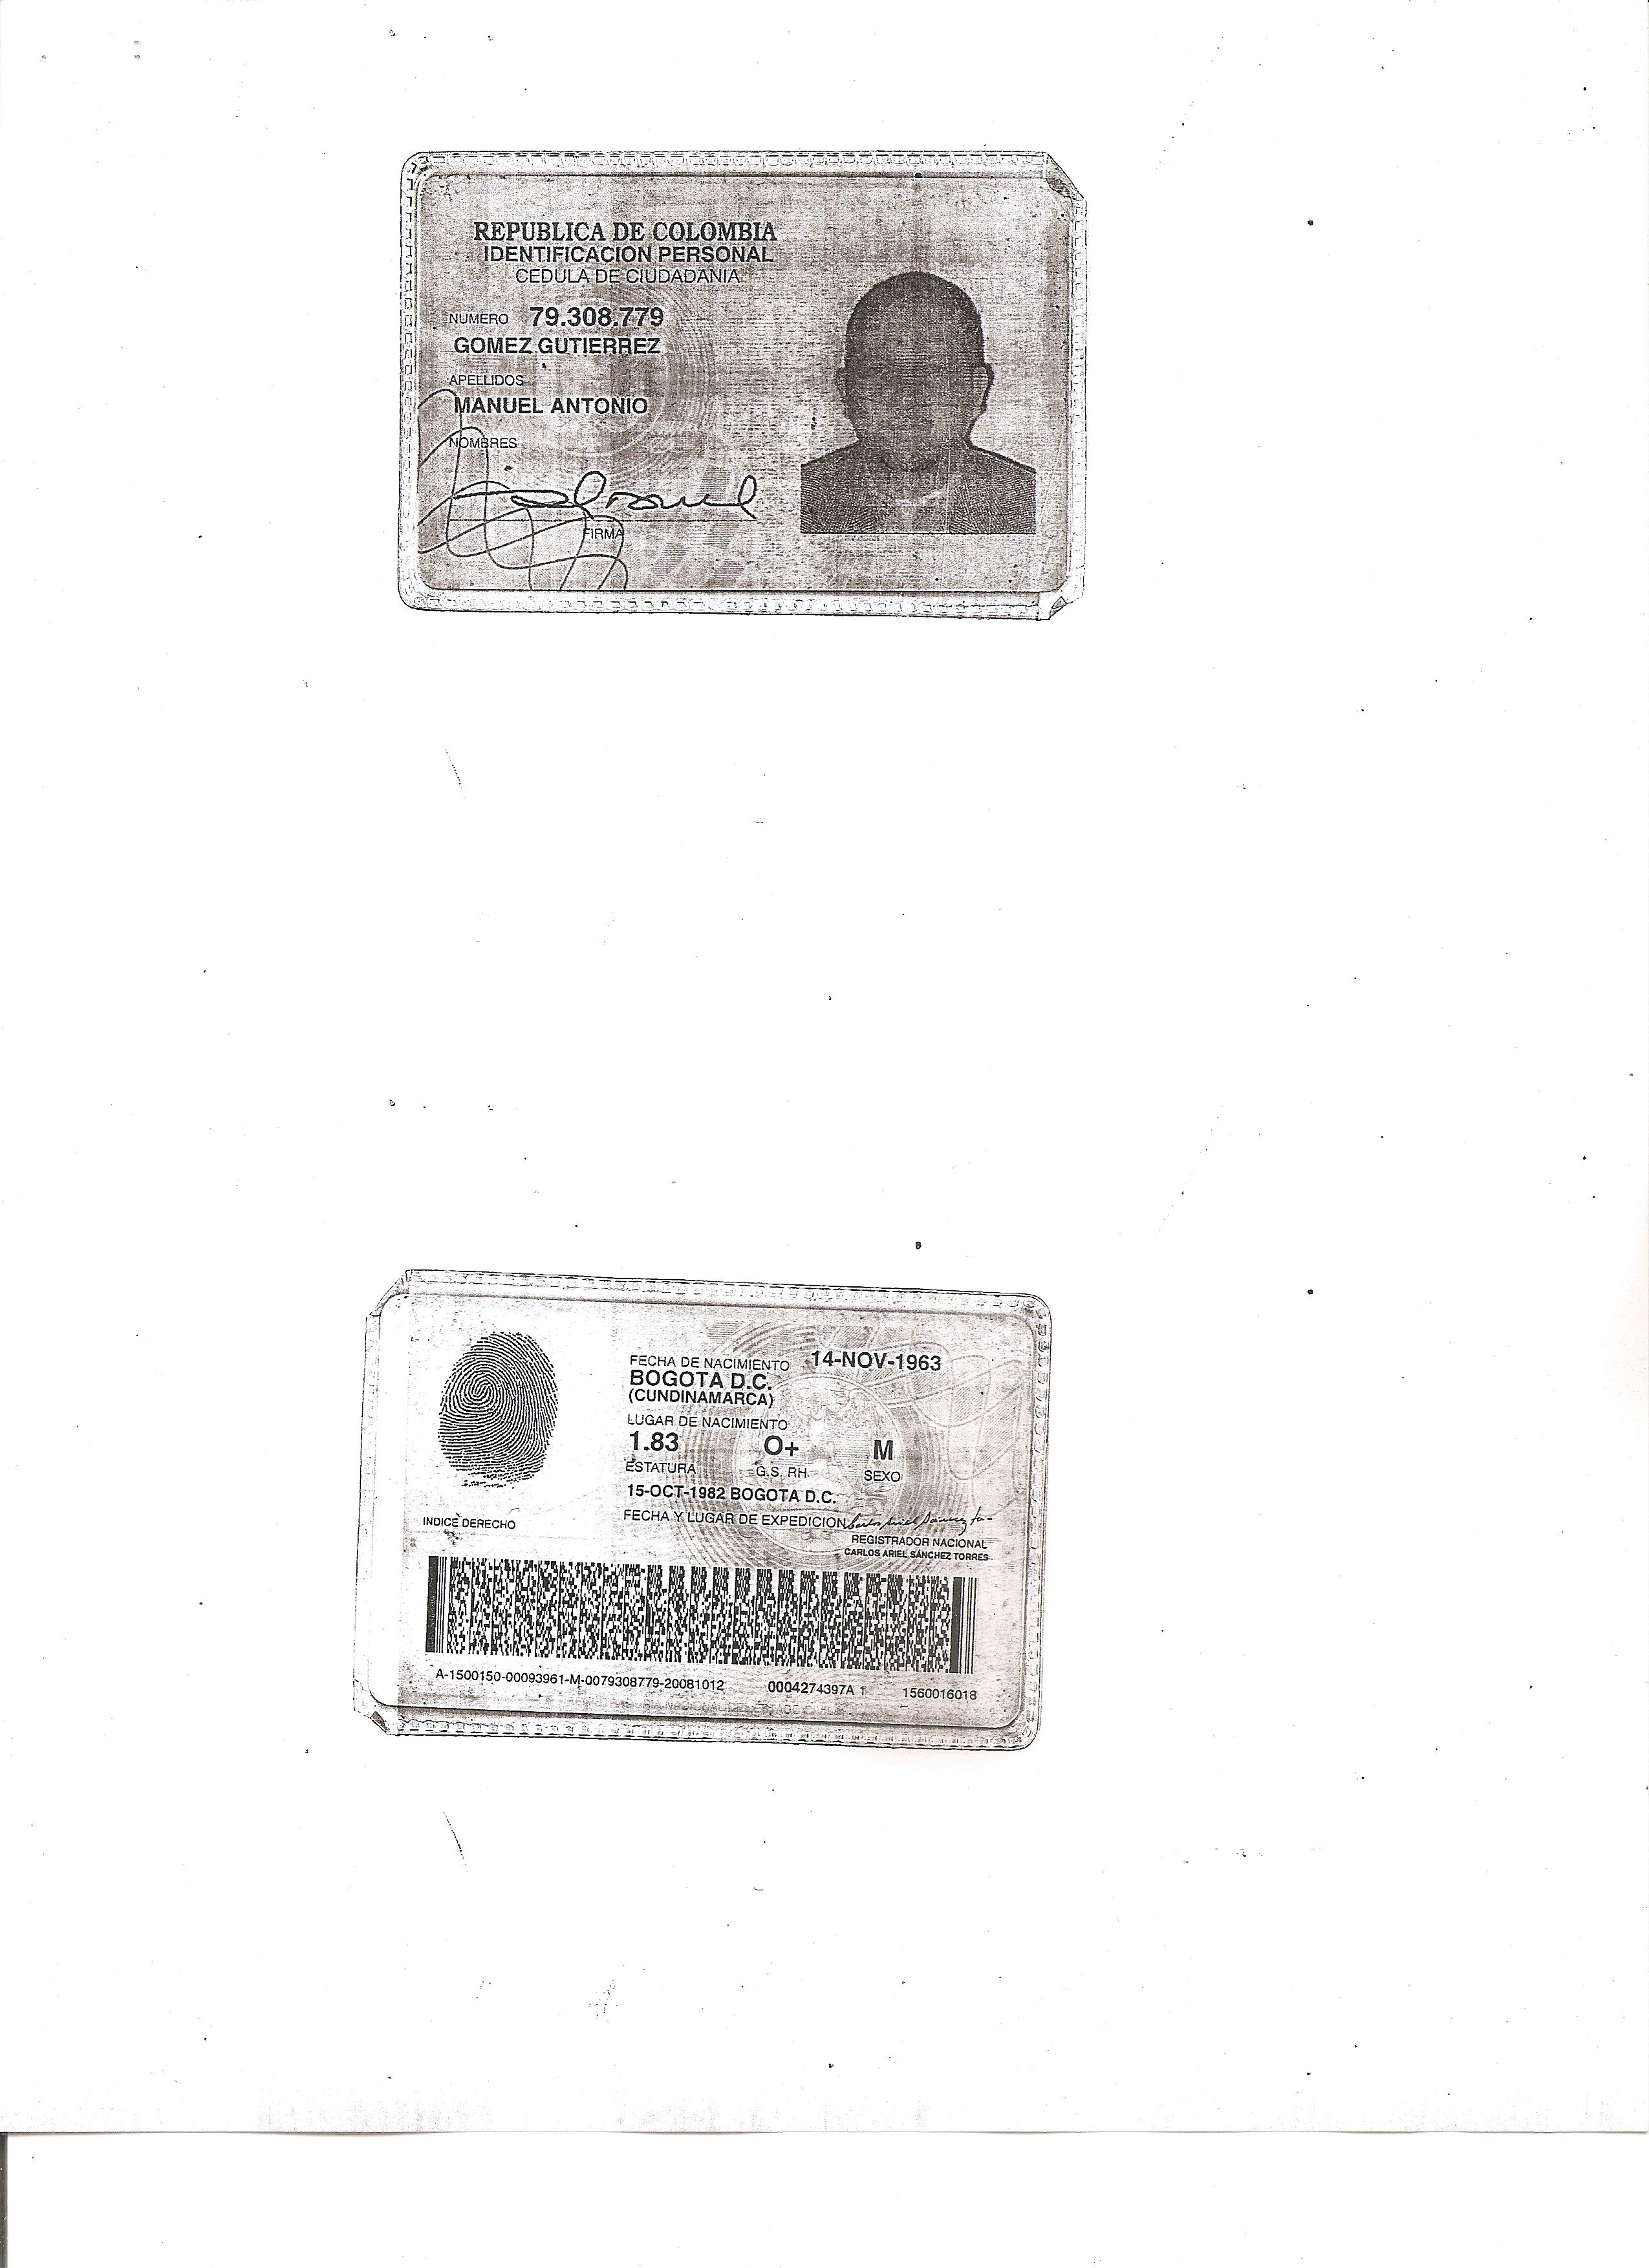 REPUBLICA DE COLOMBIA
IDENTIFICACION PERSONAL
CEDULA DE CIUDADANIA
NUMERO 79.308.779
GOMEZ GUTIERREZ
APELLIDOS
MANUEL ANTONIO
NOMBRES
FIRMA
FECHA DE NACIMIENTO 14-NOV-1963
BOGOTA D.C.
(CUNDINAMARCA)
LUGAR DE NACIMIENTO
1.83 O+ M
ESTATURA G.S. RH SEXO
15-OCT-1982 BOGOTA D.C.
FECHA Y LUGAR DE EXPEDICION
INDICE DERECHO
REGISTRADOR NACIONAL
CARLOS ARIEL SÁNCHEZ TORRES
A-1500150-00093961-M-0079308779-20081012 0004274397A 1 1560016018